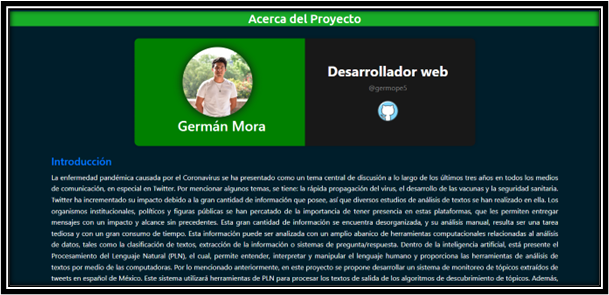 Acerca del Proyecto
Germán Mora
Desarrollador web
@germope5
Introducción
La enfermedad pandémica causada por el Coronavirus se ha presentado como un tema central de discusión a lo largo de los últimos tres años en todos los medios
de comunicación, en especial en Twitter. Por mencionar algunos temas, se tiene: la rápida propagación del virus, el desarrollo de las vacunas y la seguridad sanitaria.
Twitter ha incrementado su impacto debido a la gran cantidad de información que posee, así que diversos estudios de análisis de textos se han realizado en ella. Los
organismos institucionales, políticos y figuras públicas se han percatado de la importancia de tener presencia en estas plataformas, que les permiten entregar
mensajes con un impacto y alcance sin precedentes. Esta gran cantidad de información se encuentra desorganizada, y su análisis manual, resulta ser una tarea
tediosa y con un gran consumo de tiempo. Esta información puede ser analizada con un amplio abanico de herramientas computacionales relacionadas al análisis
de datos, tales como la clasificación de textos, extracción de la información o sistemas de pregunta/respuesta. Dentro de la inteligencia artificial, está presente el
Procesamiento del Lenguaje Natural (PLN), el cual, permite entender, interpretar y manipular el lenguaje humano y proporciona las herramientas de análisis de
textos por medio de las computadoras. Por lo mencionado anteriormente, en este proyecto se propone desarrollar un sistema de monitoreo de tópicos extraídos de
tweets en español de México. Este sistema utilizará herramientas de PLN para procesar los textos de salida de los algoritmos de descubrimiento de tópicos. Además,